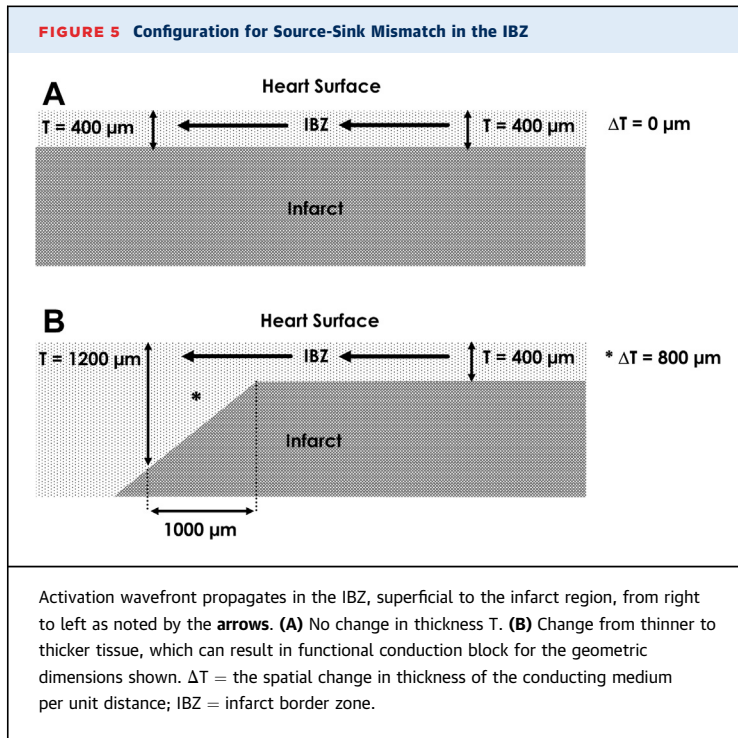 FIGURE 5 Configuration for Source-Sink Mismatch in the IBZ
A
Heart Surface
T = 400 µm
IBZ
T = 400 µm
ΔT = 0 µm
Infarct
B
Heart Surface
T = 1200 µm
IBZ
T = 400 µm
* ΔT = 800 µm
*
Infarct
1000 µm
Activation wavefront propagates in the IBZ, superficial to the infarct region, from right
to left as noted by the arrows. (A) No change in thickness T. (B) Change from thinner to
thicker tissue, which can result in functional conduction block for the geometric
dimensions shown. ΔT = the spatial change in thickness of the conducting medium
per unit distance; IBZ = infarct border zone.